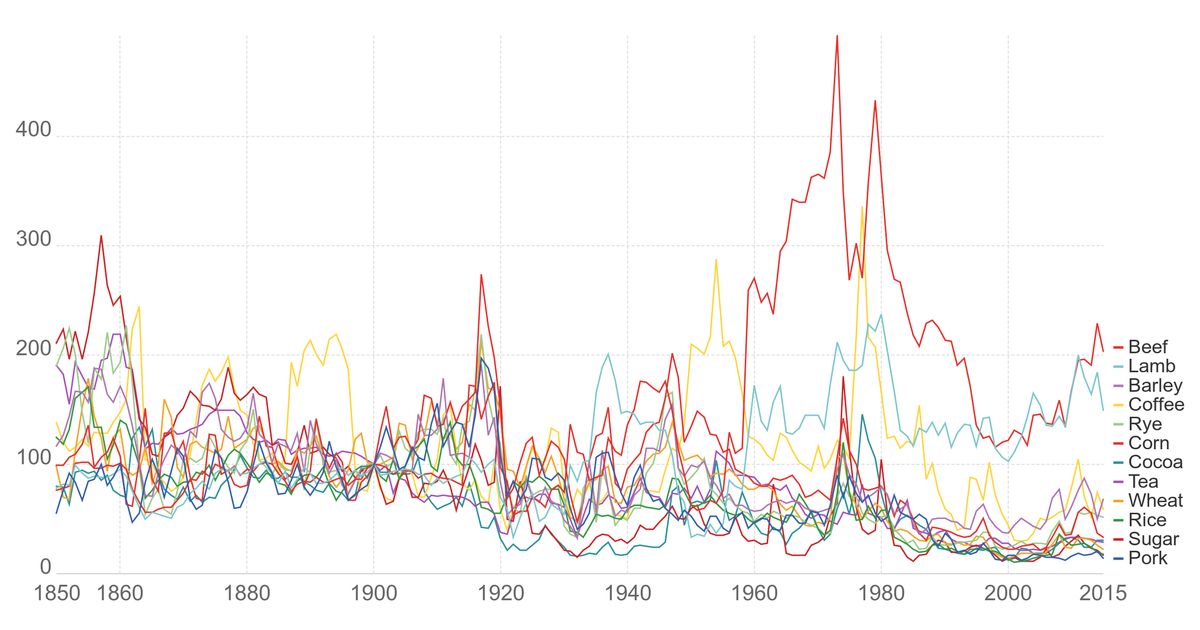 400
300
200
100
0
1850 1860 1880 1900 1920 1940 1960 1980 2000 2015
Beef
Lamb
Barley
Coffee
Rye
Corn
Cocoa
Tea
Wheat
Rice
Sugar
Pork